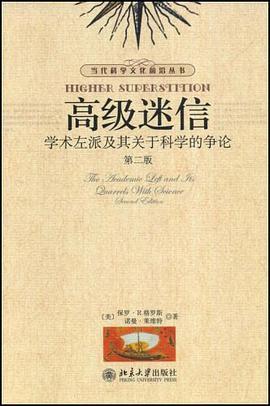 当代科学文化前沿丛书
HIGHER SUPERSTITION
高级迷信
学术左派及其关于科学的争论
第二版
The Academic Left and Its
Quarrels With Science
Second Edition
[美] 保罗·R·格罗斯
诺曼·莱维特 著
北京大学出版社
PEKING UNIVERSITY PRESS